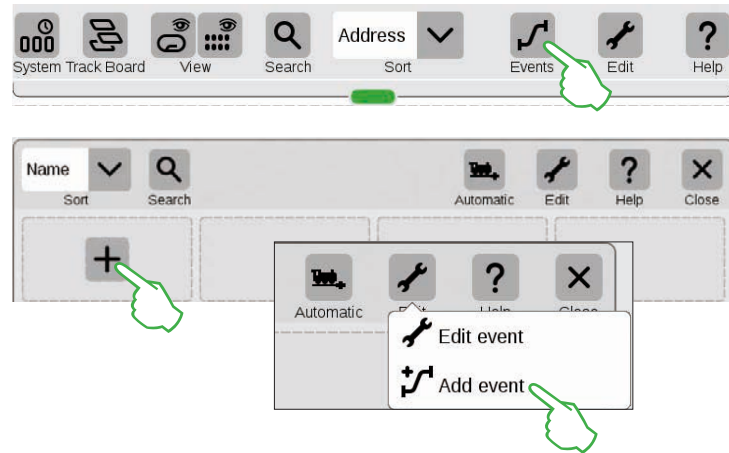 Address
System Track Board View Search Sort Events Edit Help
Name
Sort Search Automatic Edit Help Close
Automatic Close
Edit event
Add event